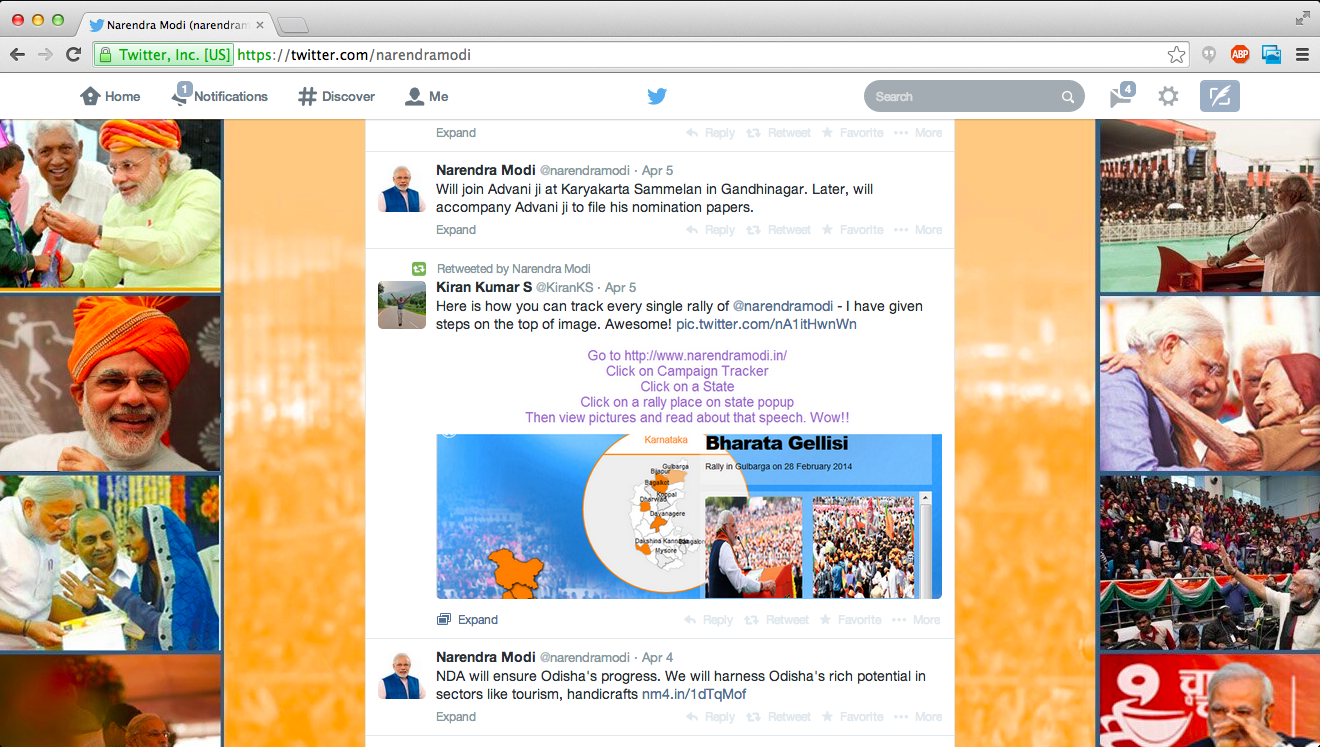 Narendra Modi (narendram
Twitter, Inc. [US] https://twitter.com/narendramodi
ABP
Home 1 Notifications Discover Me Search 4
Expand Reply Retweet Favorite More
Narendra Modi @narendramodi · Apr 5
Will join Advani ji at Karyakarta Sammelan in Gandhinagar. Later, will
accompany Advani ji to file his nomination papers.
Expand Reply Retweet Favorite More
Retweeted by Narendra Modi
Kiran Kumar S @KiranKS · Apr 5
Here is how you can track every single rally of @narendramodi - I have given
steps on the top of image. Awesome! pic.twitter.com/nA1itHwnWn
Go to http://www.narendramodi.in/
Click on Campaign Tracker
Click on a State
Click on a rally place on state popup
Then view pictures and read about that speech. Wow!!
Karnataka
Bharata Gellisi
Rally in Gulbarga on 28 February 2014
Gulbarga
Bijapur
Bagalkot
Koppal
Dharwad
Davanagere
Dakshina Kannada
Mysore
Expand Reply Retweet Favorite More
Narendra Modi @narendramodi · Apr 4
NDA will ensure Odisha's progress. We will harness Odisha's rich potential in
sectors like tourism, handicrafts nm4.in/1dTqMof
Expand Reply Retweet Favorite More